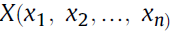 X(x₁, x₂,..., xₙ)